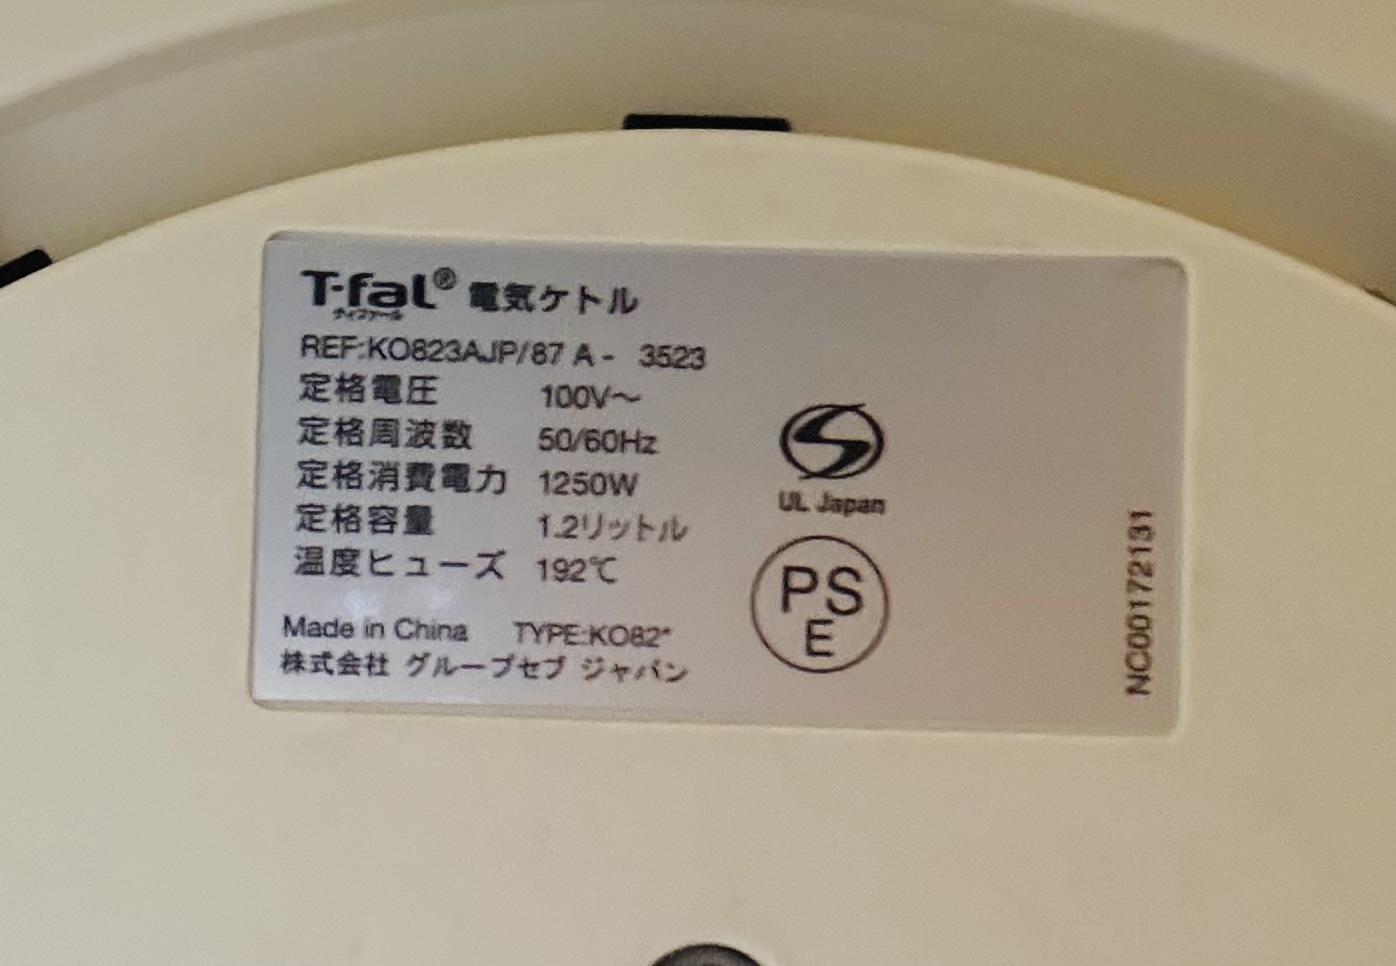 T-fal® 電気ケトル
ティファール
REF:KO823AJP/87 A - 3523
定格電圧 100V～
定格周波数 50/60Hz
定格消費電力 1250W
定格容量 1.2リットル
温度ヒューズ 192℃
Made in China TYPE:KO82*
株式会社 グループセブ ジャパン
UL Japan
PS
E
NC00172131